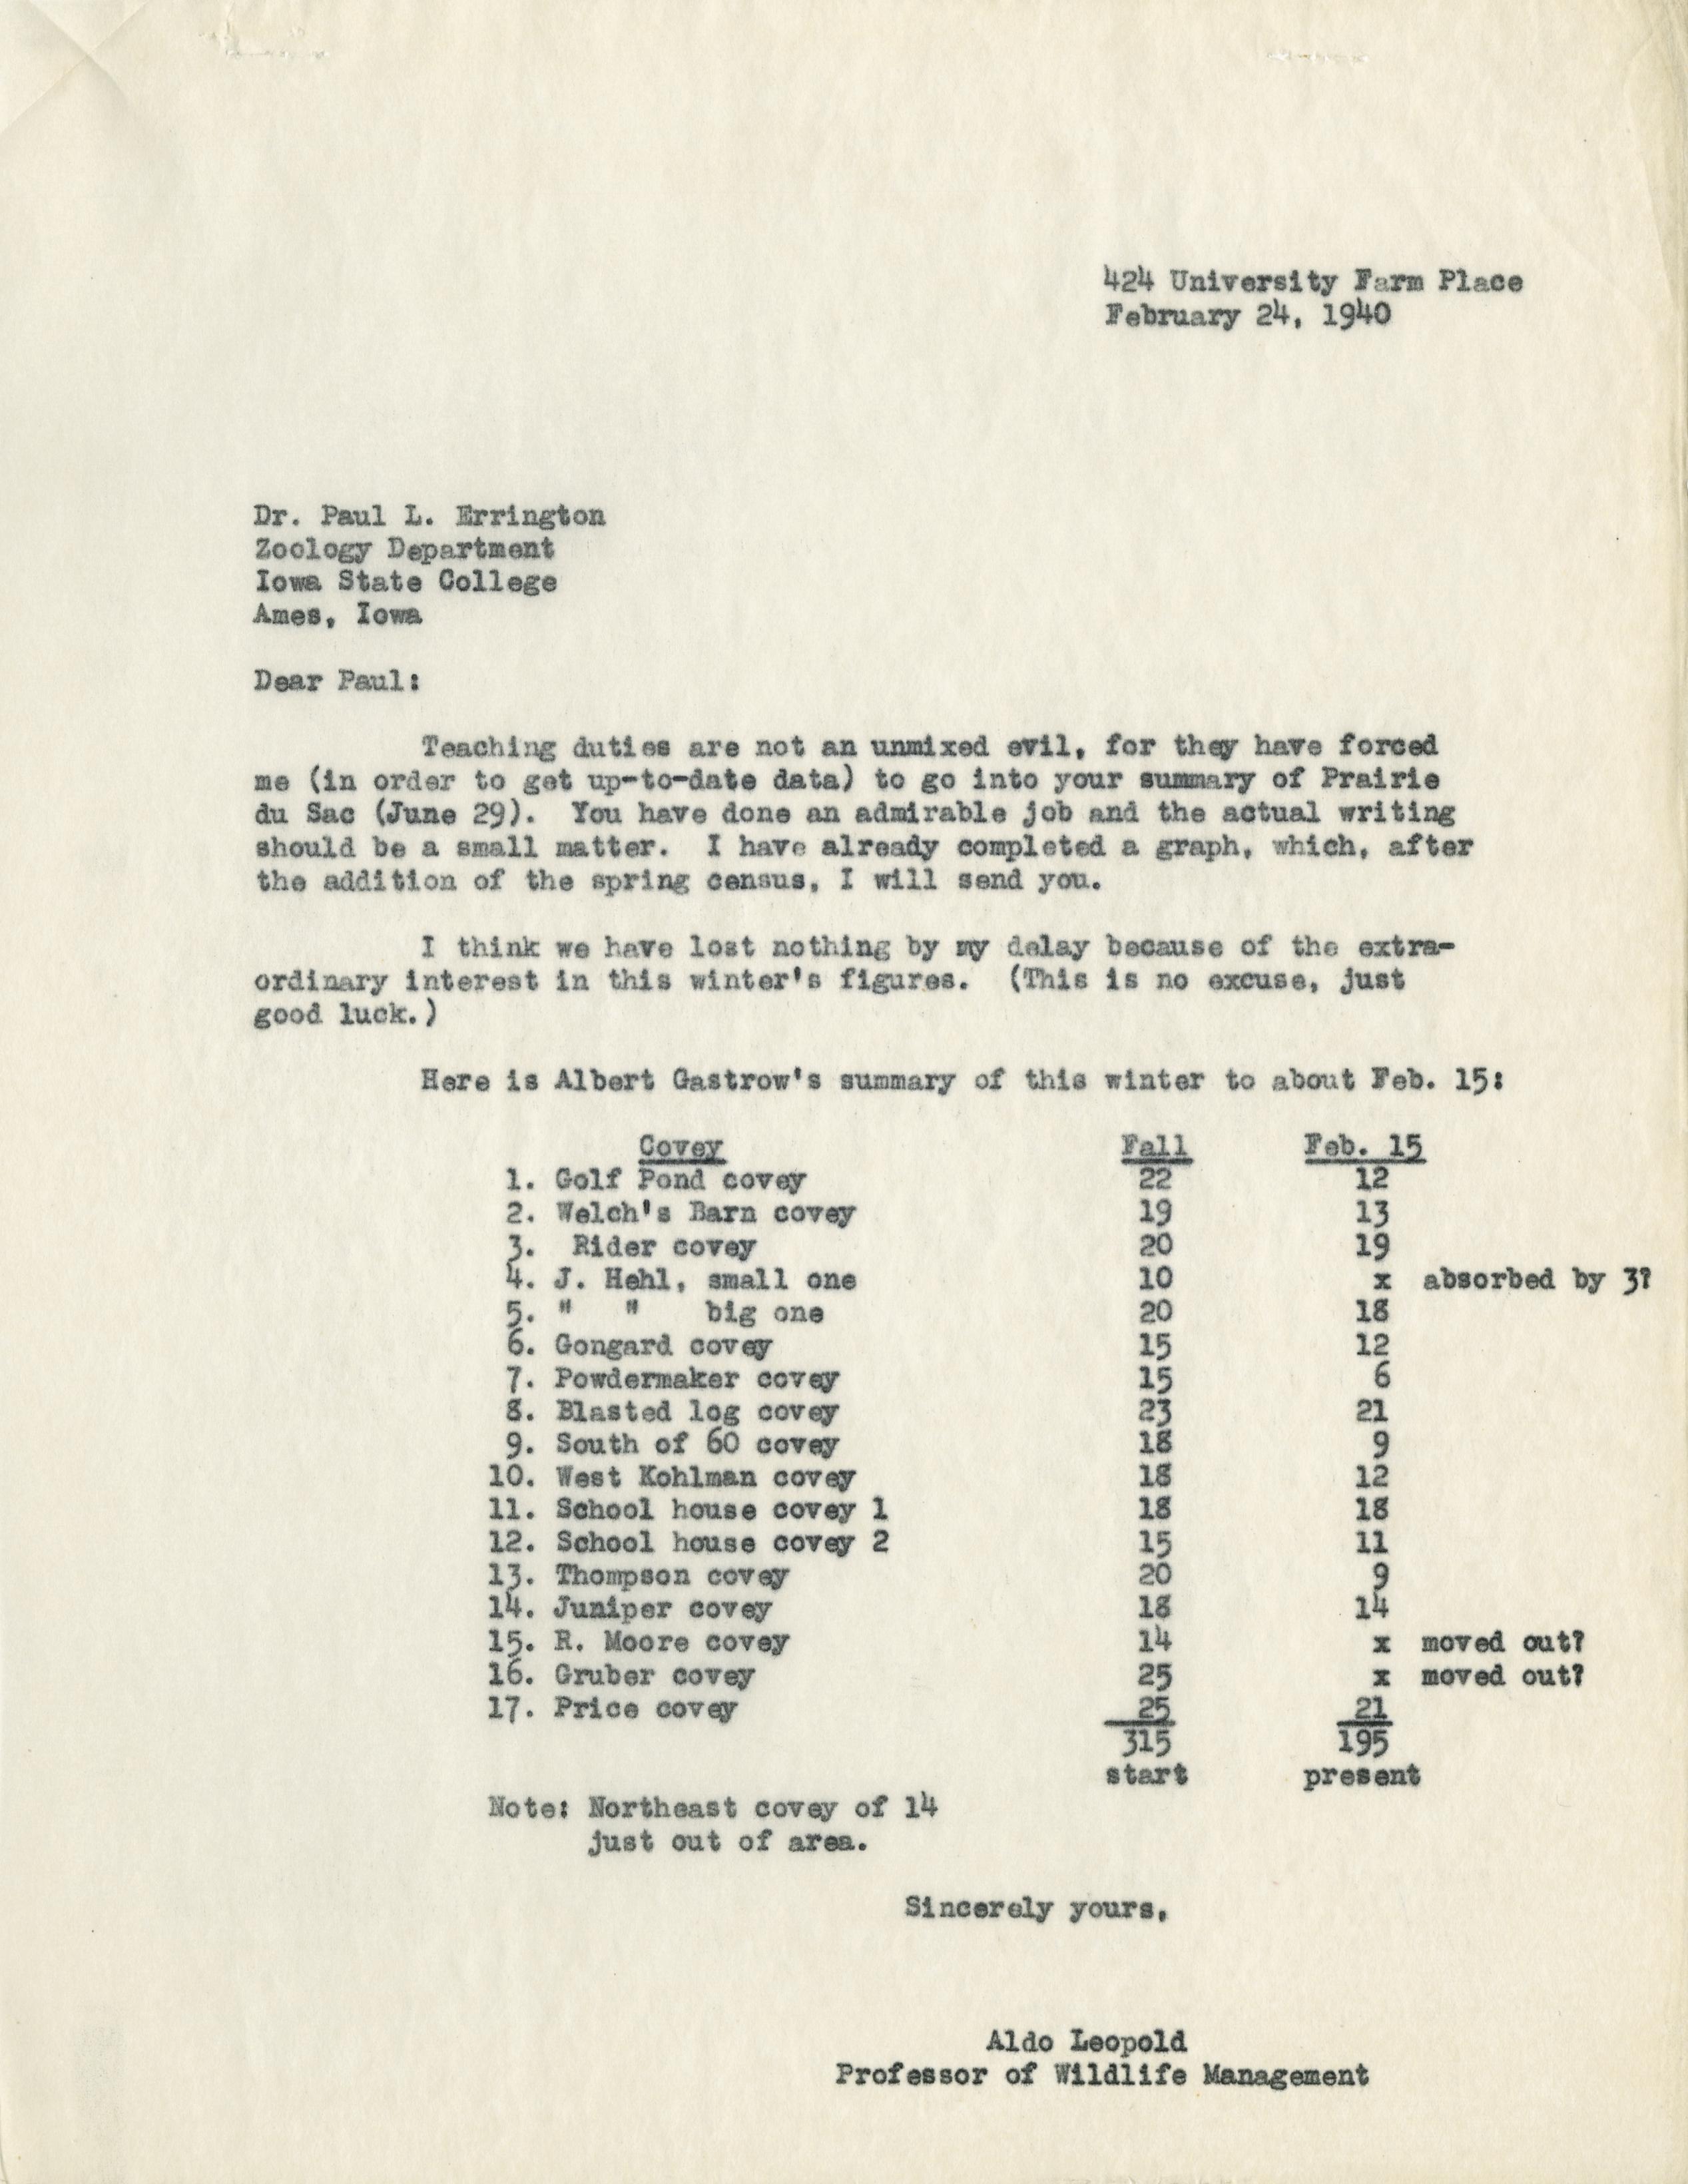 424 University Farm Place
February 24, 1940
Dr. Paul L. Errington
Zoology Department
Iowa State College
Ames, Iowa
Dear Paul:
Teaching duties are not an unmixed evil, for they have forced
me (in order to get up-to-date data) to go into your summary of Prairie
du Sac (June 29). You have done an admirable job and the actual writing
should be a small matter. I have already completed a graph, which, after
the addition of the spring census, I will send you.
I think we have lost nothing by my delay because of the extra-
ordinary interest in this winter's figures. (This is no excuse, just
good luck.)
Here is Albert Gastrow's summary of this winter to about Feb. 15:
Covey Fall Feb. 15
1. Golf Pond covey 22 12
2. Welch's Barn covey 19 13
3. Rider covey 20 19
4. J. Hehl, small one 10 x absorbed by 3?
5. " " big one 20 18
6. Gongard covey 15 12
7. Powdermaker covey 15 6
8. Blasted log covey 23 21
9. South of 60 covey 18 9
10. West Kohlman covey 18 12
11. School house covey 1 18 18
12. School house covey 2 15 11
13. Thompson covey 20 9
14. Juniper covey 18 14
15. R. Moore covey 14 x moved out?
16. Gruber covey 25 x moved out?
17. Price covey 25 21
315 195
start present
Note: Northeast covey of 14
just out of area.
Sincerely yours,
Aldo Leopold
Professor of Wildlife Management